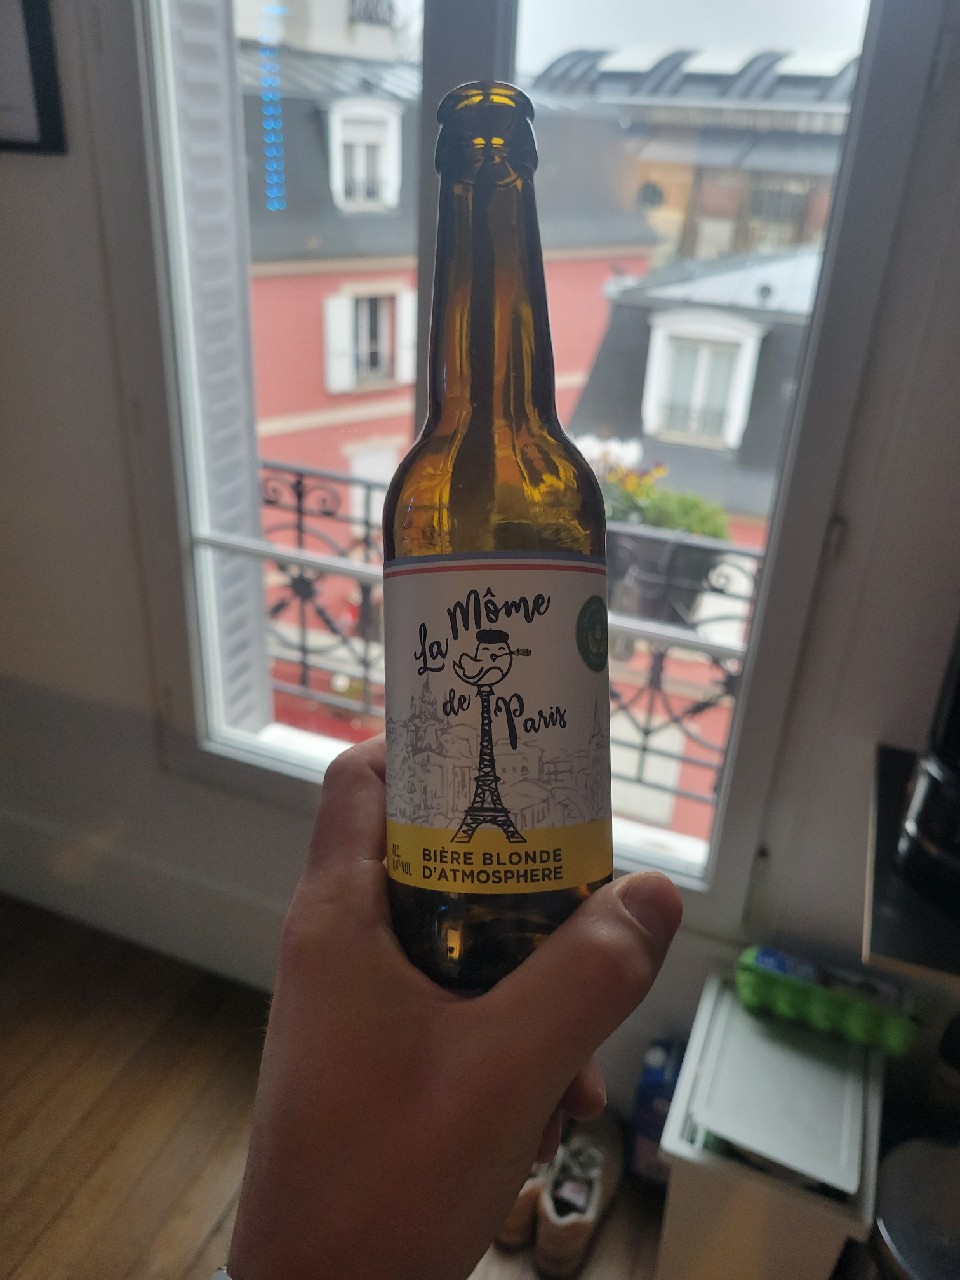 La Môme
de Paris
BIÈRE BLONDE
D'ATMOSPHERE